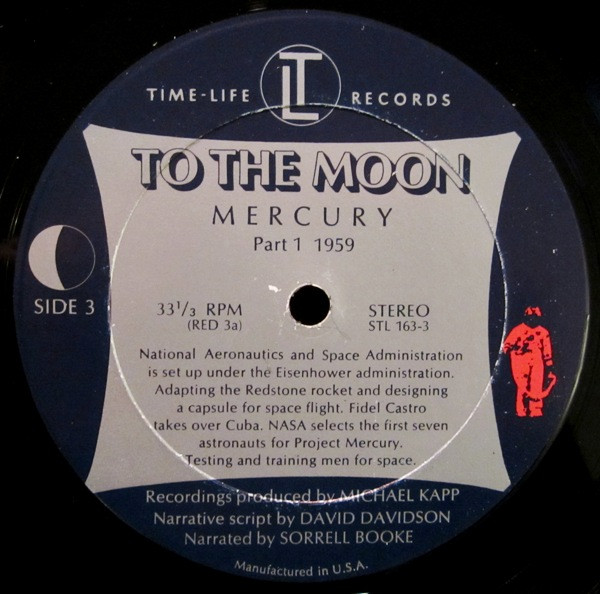 TIME-LIFE TL RECORDS
TO THE MOON
MERCURY
Part 1 1959
SIDE 3
33 1/3 RPM STEREO
(RED 3a) STL 163-3
National Aeronautics and Space Administration
is set up under the Eisenhower administration.
Adapting the Redstone rocket and designing
a capsule for space flight. Fidel Castro
takes over Cuba. NASA selects the first seven
astronauts for Project Mercury.
Testing and training men for space.
Recordings produced by MICHAEL KAPP
Narrative script by DAVID DAVIDSON
Narrated by SORRELL BOOKE
Manufactured in U.S.A.